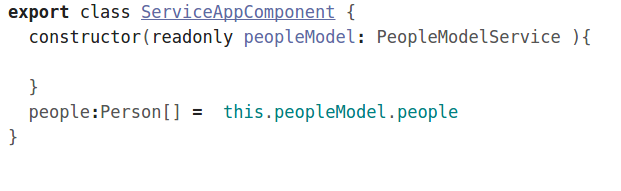 export class ServiceAppComponent {
constructor(readonly peopleModel: PeopleModelService ){
}
people:Person[] = this.peopleModel.people
}